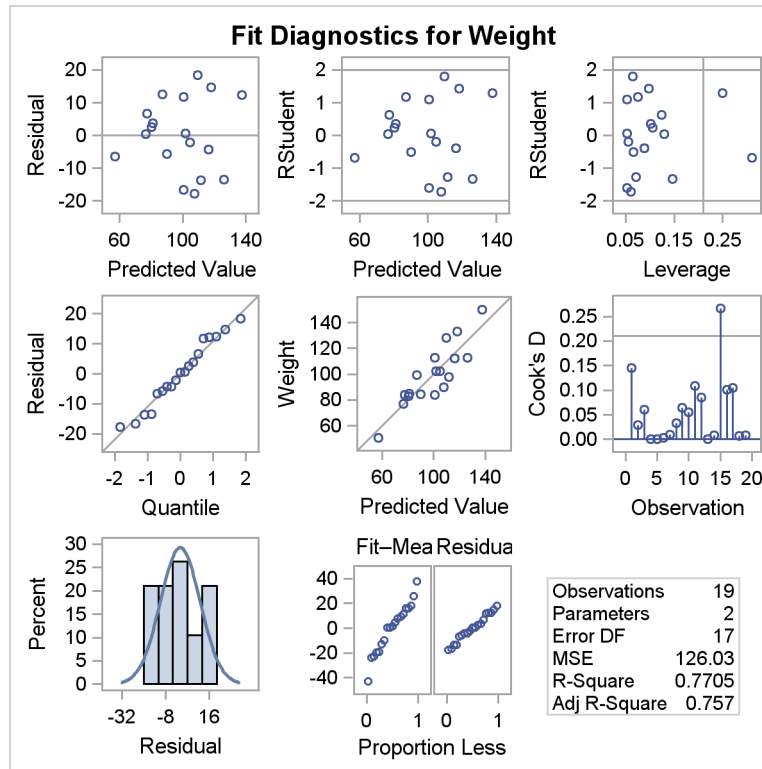 Fit Diagnostics for Weight
20
10
0
-10
-20
Residual
60 100 140
Predicted Value
2
1
0
-1
-2
RStudent
60 100 140
Predicted Value
2
1
0
-1
-2
RStudent
0.05 0.15 0.25
Leverage
20
10
0
-10
-20
Residual
-2 -1 0 1 2
Quantile
140
120
100
80
60
Weight
60 100 140
Predicted Value
0.25
0.20
0.15
0.10
0.05
0.00
Cook's D
0 5 10 15 20
Observation
30
25
20
15
10
5
0
Percent
-32 -8 16
Residual
Fit–Mea Residua
40
20
0
-20
-40
0 1 0 1
Proportion Less
Observations 19
Parameters 2
Error DF 17
MSE 126.03
R-Square 0.7705
Adj R-Square 0.757